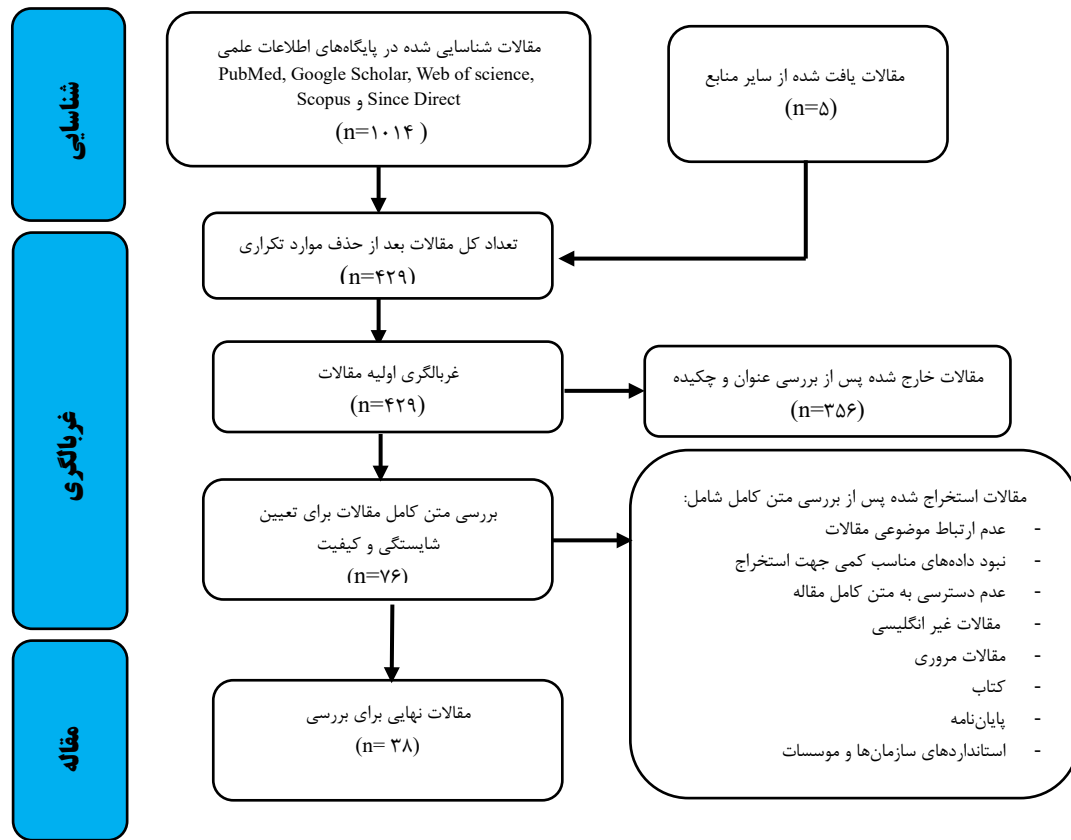 شناسایی
مقالات شناسایی شده در پایگاه‌های اطلاعات علمی
PubMed, Google Scholar, Web of science,
Scopus و Since Direct
(n=۱۰۱۴ )
مقالات یافت شده از سایر منابع
(n=۵)
غربالگری
تعداد کل مقالات بعد از حذف موارد تکراری
(n=۴۲۹)
غربالگری اولیه مقالات
(n=۴۲۹)
مقالات خارج شده پس از بررسی عنوان و چکیده
(n=۳۵۶)
بررسی متن کامل مقالات برای تعیین
شایستگی و کیفیت
(n=۷۶)
مقالات استخراج شده پس از بررسی متن کامل شامل:
- عدم ارتباط موضوعی مقالات
- نبود داده‌های مناسب کمی جهت استخراج
- عدم دسترسی به متن کامل مقاله
- مقالات غیر انگلیسی
- مقالات مروری
- کتاب
- پایان‌نامه
- استانداردهای سازمان‌ها و موسسات
مقاله
مقالات نهایی برای بررسی
(n= ۳۸)